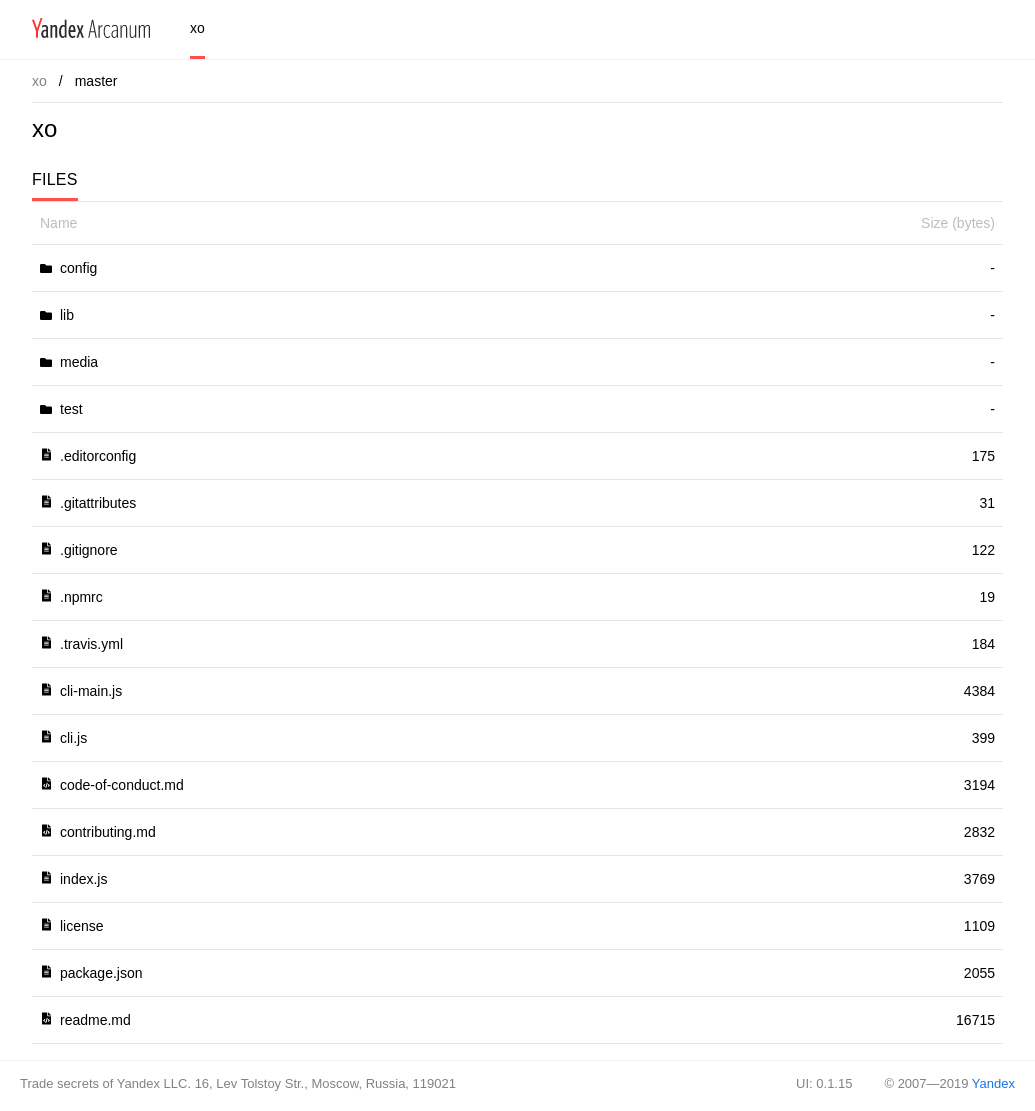 Yandex Arcanum xo
xo / master
xo
FILES
Name Size (bytes)
config -
lib -
media -
test -
.editorconfig 175
.gitattributes 31
.gitignore 122
.npmrc 19
.travis.yml 184
cli-main.js 4384
cli.js 399
code-of-conduct.md 3194
contributing.md 2832
index.js 3769
license 1109
package.json 2055
readme.md 16715
Trade secrets of Yandex LLC. 16, Lev Tolstoy Str., Moscow, Russia, 119021 UI: 0.1.15 © 2007—2019 Yandex